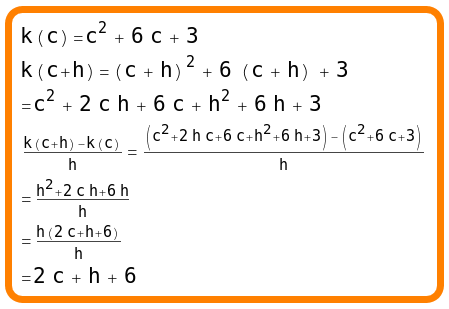 k(c)=c² + 6 c + 3
k(c+h)=(c + h)² + 6 (c + h) + 3
=c² + 2 c h + 6 c + h² + 6 h + 3
(k(c+h)-k(c))/h = ((c²+2 h c+6 c+h²+6 h+3)-(c²+6 c+3))/h
=(h²+2 c h+6 h)/h
=(h(2 c+h+6))/h
=2 c + h + 6